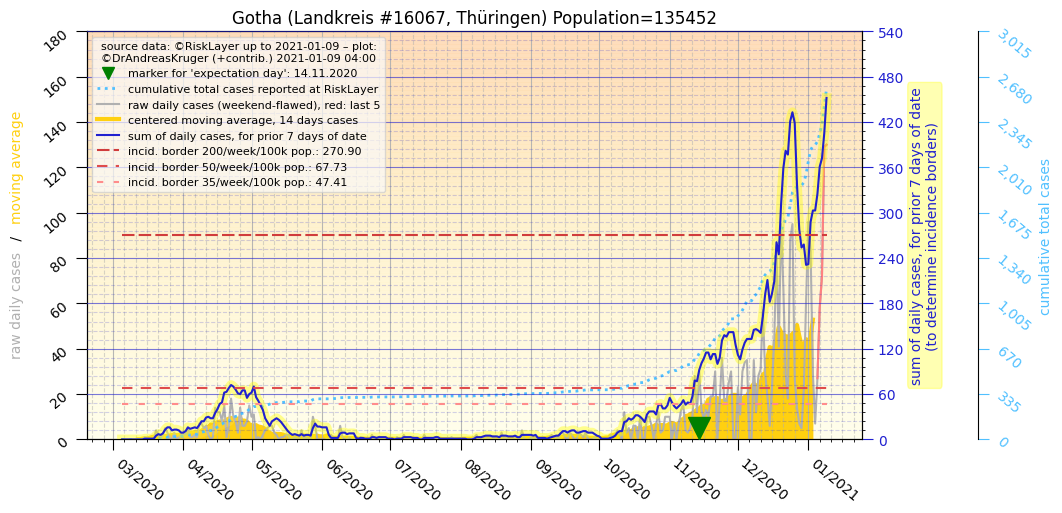 Gotha (Landkreis #16067, Thüringen) Population=135452
source data: ©RiskLayer up to 2021-01-09 – plot:
©DrAndreasKruger (+contrib.) 2021-01-09 04:00
marker for 'expectation day': 14.11.2020
cumulative total cases reported at RiskLayer
raw daily cases (weekend-flawed), red: last 5
centered moving average, 14 days cases
sum of daily cases, for prior 7 days of date
incid. border 200/week/100k pop.: 270.90
incid. border 50/week/100k pop.: 67.73
incid. border 35/week/100k pop.: 47.41
raw daily cases / moving average
180
160
140
120
100
80
60
40
20
0
03/2020
04/2020
05/2020
06/2020
07/2020
08/2020
09/2020
10/2020
11/2020
12/2020
01/2021
540
480
420
360
300
240
180
120
60
0
sum of daily cases, for prior 7 days of date
(to determine incidence borders)
3,015
2,680
2,345
2,010
1,675
1,340
1,005
670
335
0
cumulative total cases